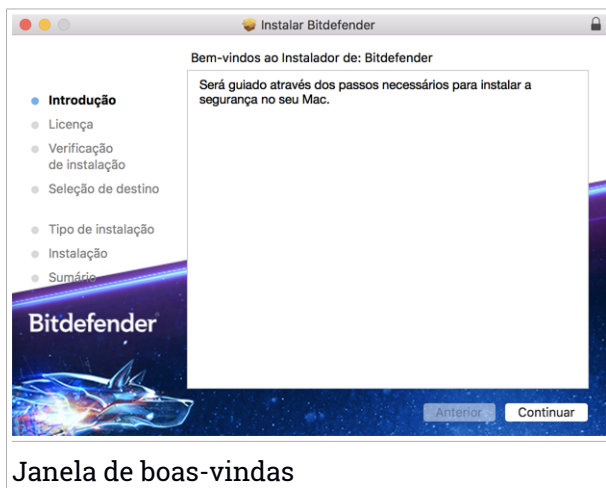 Instalar Bitdefender
Bem-vindos ao Instalador de: Bitdefender
Será guiado através dos passos necessários para instalar a
segurança no seu Mac.
Introdução
Licença
Verificação
de instalação
Seleção de destino
Tipo de instalação
Instalação
Sumário
Bitdefender
Anterior
Continuar
Janela de boas-vindas